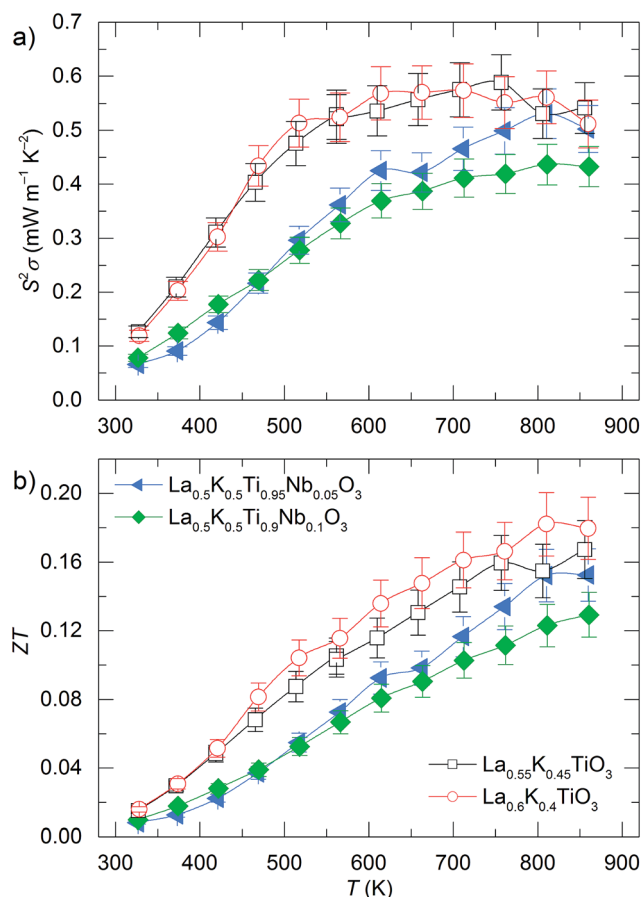 a)
0.7
0.6
0.5
0.4
0.3
0.2
0.1
0.0
S²σ (mW m⁻¹ K⁻²)
300 400 500 600 700 800 900
b)
La₀.₅K₀.₅Ti₀.₉₅Nb₀.₀₅O₃
La₀.₅K₀.₅Ti₀.₉Nb₀.₁O₃
0.20
0.16
0.12
0.08
0.04
0.00
ZT
La₀.₅₅K₀.₄₅TiO₃
La₀.₆K₀.₄TiO₃
300 400 500 600 700 800 900
T (K)